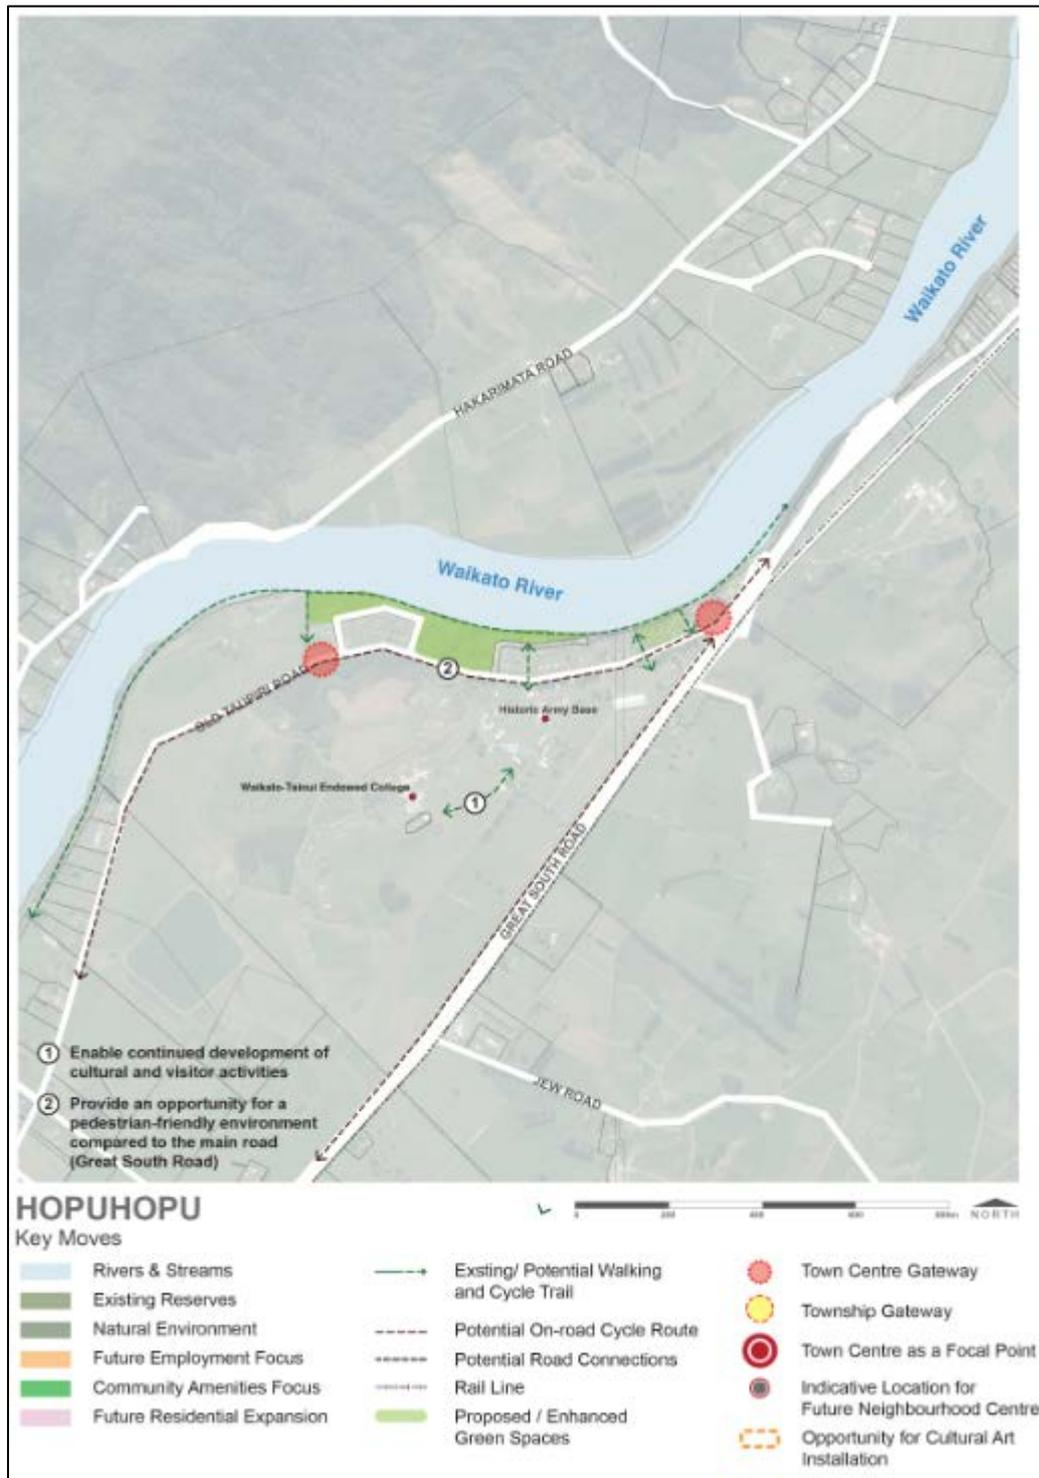 Waikato River
HAKARIMATA ROAD
Waikato River
OLD TAUPIRI ROAD
2
Historic Army Base
Waikato-Tainui Endowed College
1
GREAT SOUTH ROAD
JEW ROAD
1 Enable continued development of
cultural and visitor activities
2 Provide an opportunity for a
pedestrian-friendly environment
compared to the main road
(Great South Road)
HOPUHOPU
Key Moves
0 200 400 600
NORTH
Rivers & Streams
Existing Reserves
Natural Environment
Future Employment Focus
Community Amenities Focus
Future Residential Expansion
Exsting/ Potential Walking
and Cycle Trail
Potential On-road Cycle Route
Potential Road Connections
Rail Line
Proposed / Enhanced
Green Spaces
Town Centre Gateway
Township Gateway
Town Centre as a Focal Point
Indicative Location for
Future Neighbourhood Centre
Opportunity for Cultural Art
Installation